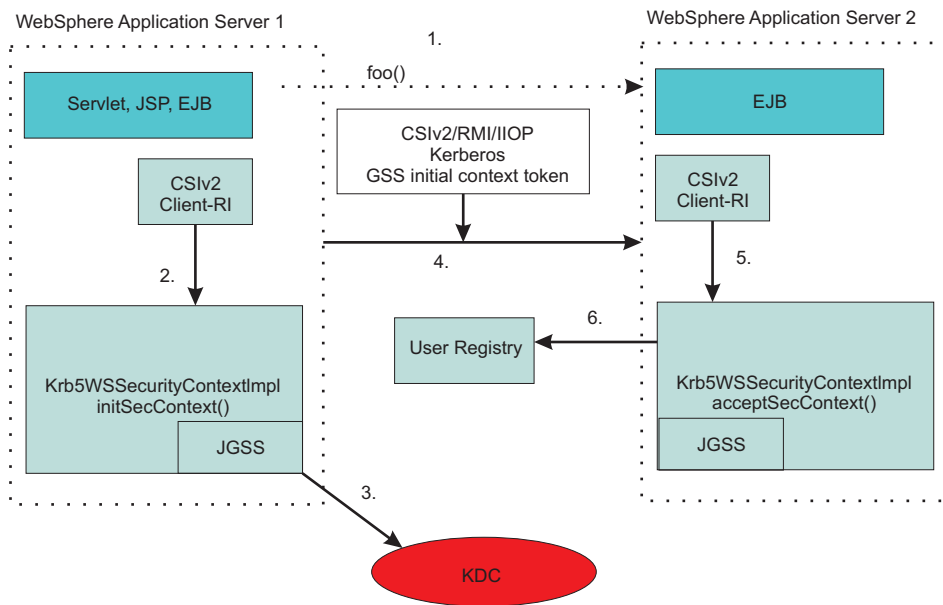 WebSphere Application Server 1
WebSphere Application Server 2
1.
foo()
Servlet, JSP, EJB
EJB
CSIv2/RMI/IIOP
Kerberos
GSS initial context token
CSIv2
Client-RI
CSIv2
Client-RI
2.
4.
5.
6.
User Registry
Krb5WSSecurityContextImpl
initSecContext()
JGSS
Krb5WSSecurityContextImpl
acceptSecContext()
JGSS
3.
KDC